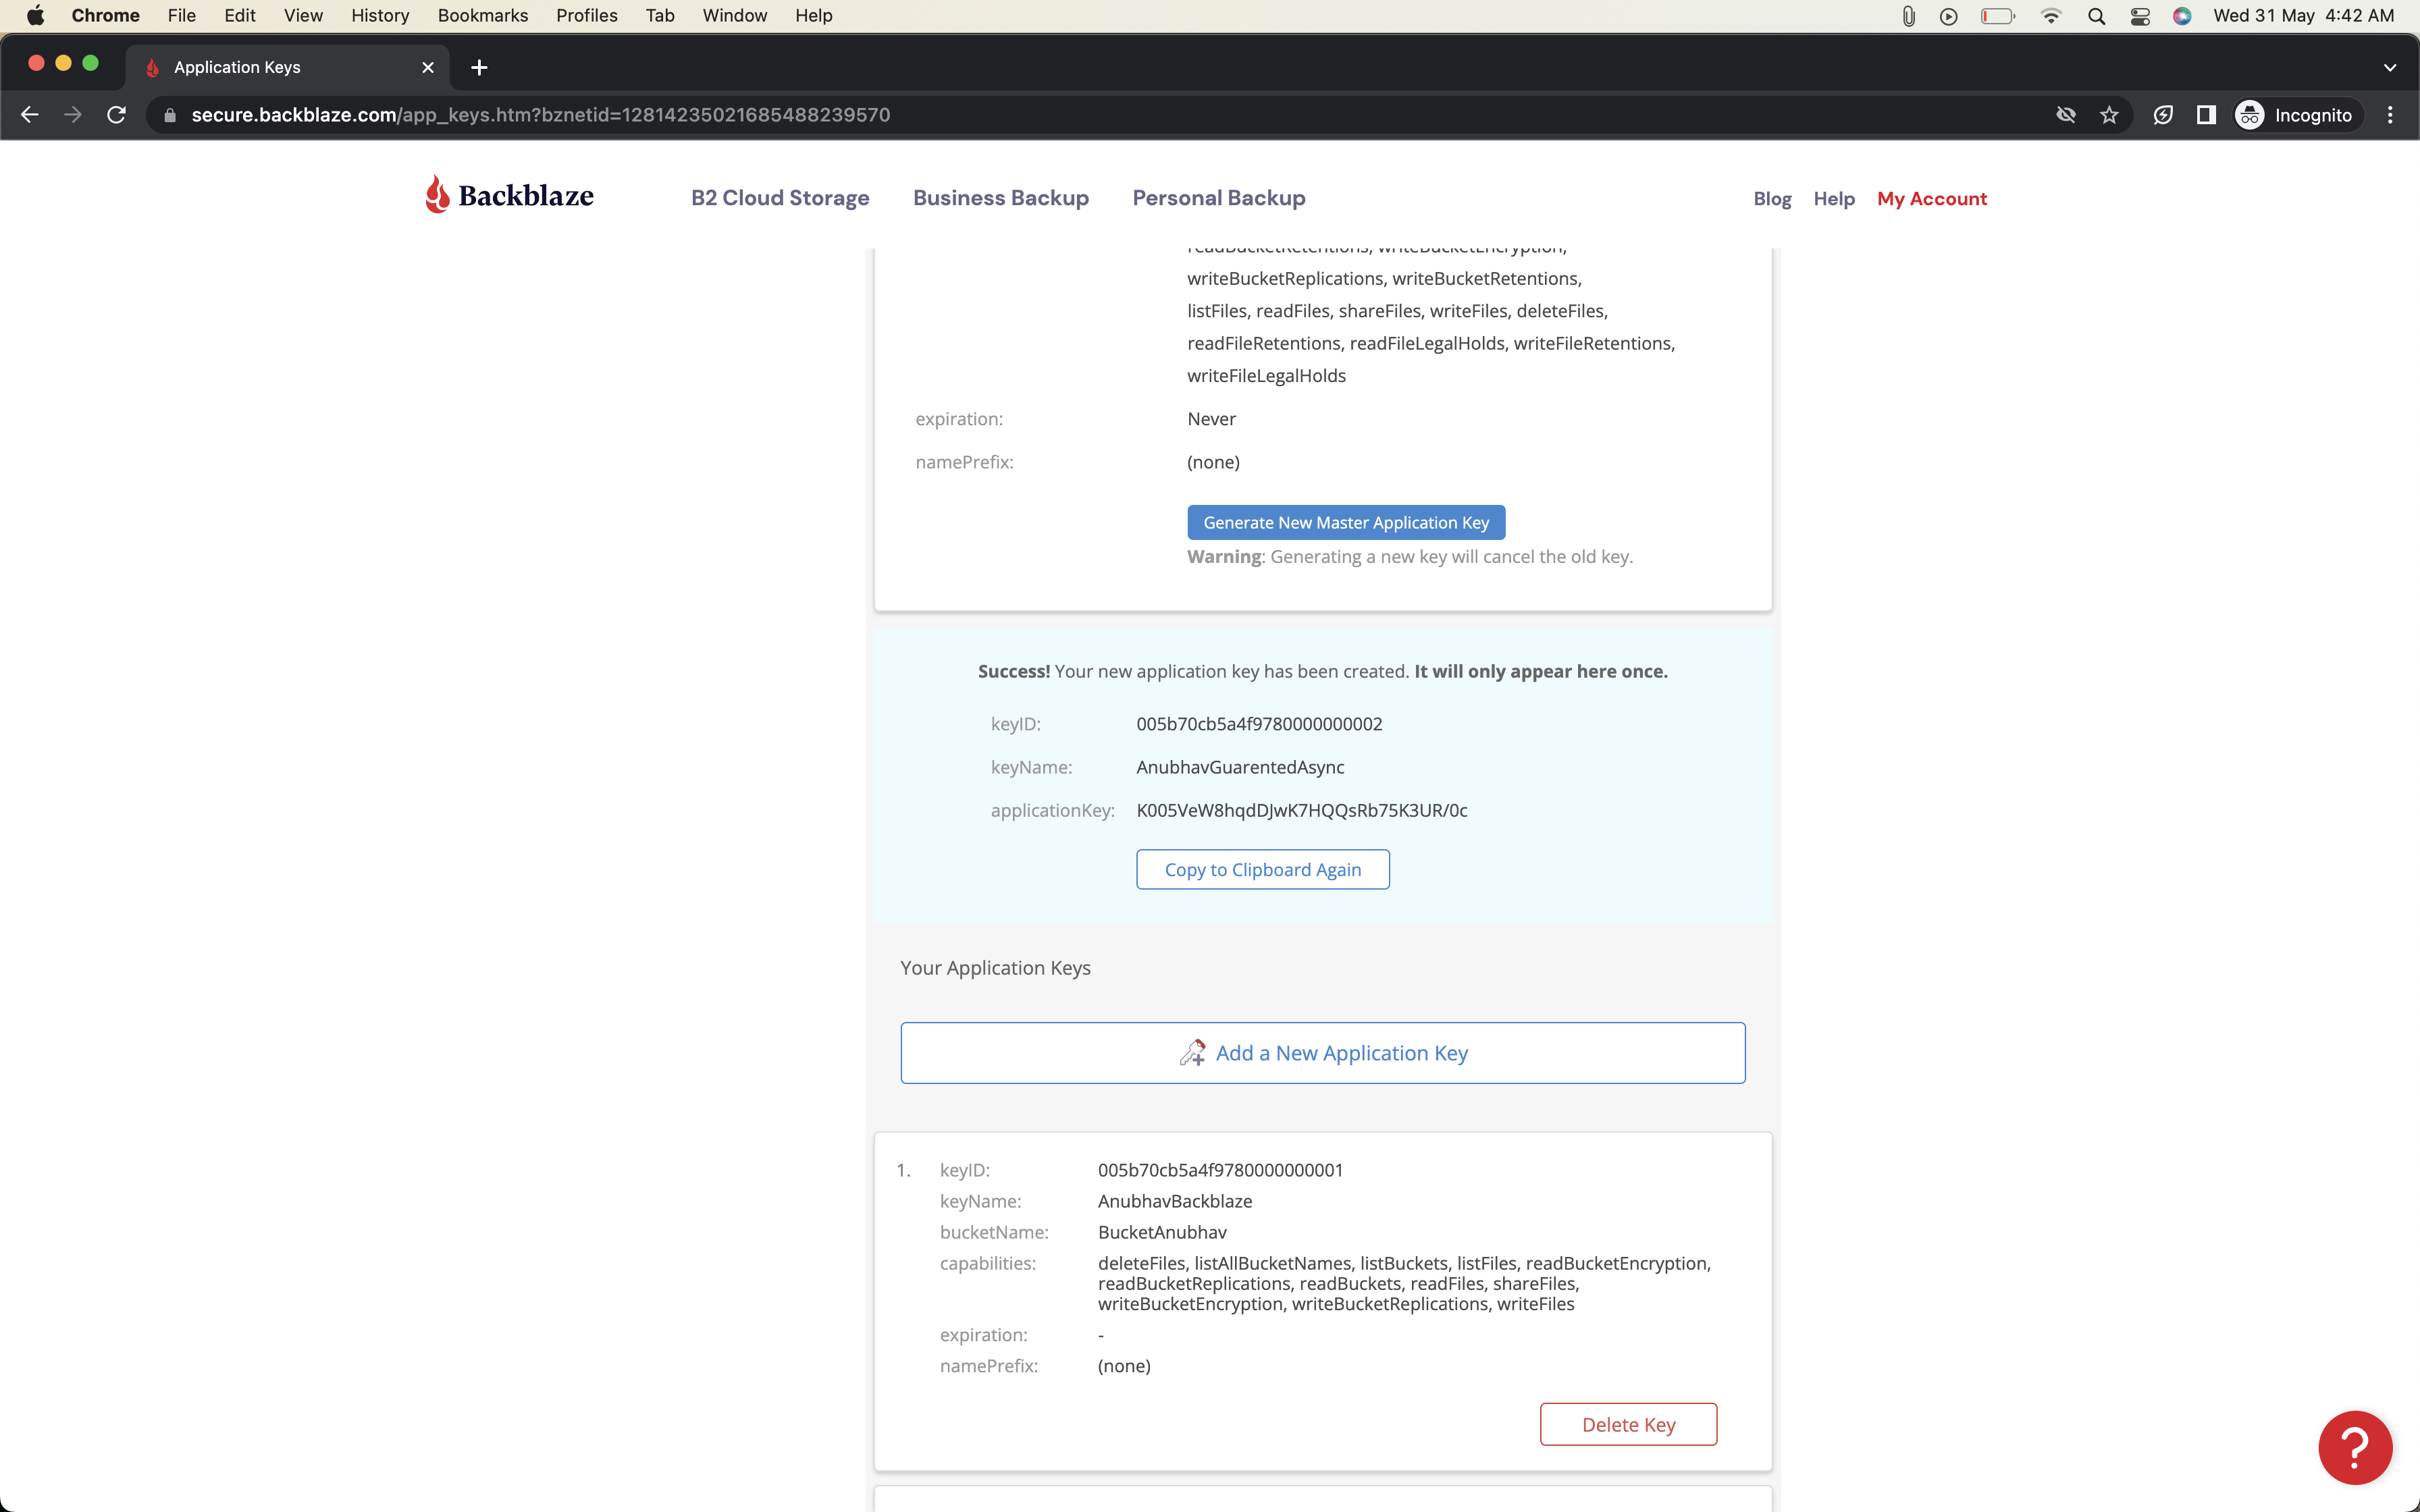 Chrome File Edit View History Bookmarks Profiles Tab Window Help Wed 31 May 4:42 AM
Application Keys
secure.backblaze.com/app_keys.htm?bznetid=12814235021685488239570 Incognito
Backblaze B2 Cloud Storage Business Backup Personal Backup Blog Help My Account
readBucketRetentions, writeBucketEncryption,
writeBucketReplications, writeBucketRetentions,
listFiles, readFiles, shareFiles, writeFiles, deleteFiles,
readFileRetentions, readFileLegalHolds, writeFileRetentions,
writeFileLegalHolds
expiration: Never
namePrefix: (none)
Generate New Master Application Key
Warning: Generating a new key will cancel the old key.
Success! Your new application key has been created. It will only appear here once.
keyID: 005b70cb5a4f9780000000002
keyName: AnubhavGuarentedAsync
applicationKey: K005VeW8hqdDJwK7HQQsRb75K3UR/0c
Copy to Clipboard Again
Your Application Keys
Add a New Application Key
1. keyID: 005b70cb5a4f9780000000001
keyName: AnubhavBackblaze
bucketName: BucketAnubhav
capabilities: deleteFiles, listAllBucketNames, listBuckets, listFiles, readBucketEncryption,
readBucketReplications, readBuckets, readFiles, shareFiles,
writeBucketEncryption, writeBucketReplications, writeFiles
expiration: -
namePrefix: (none)
Delete Key
?